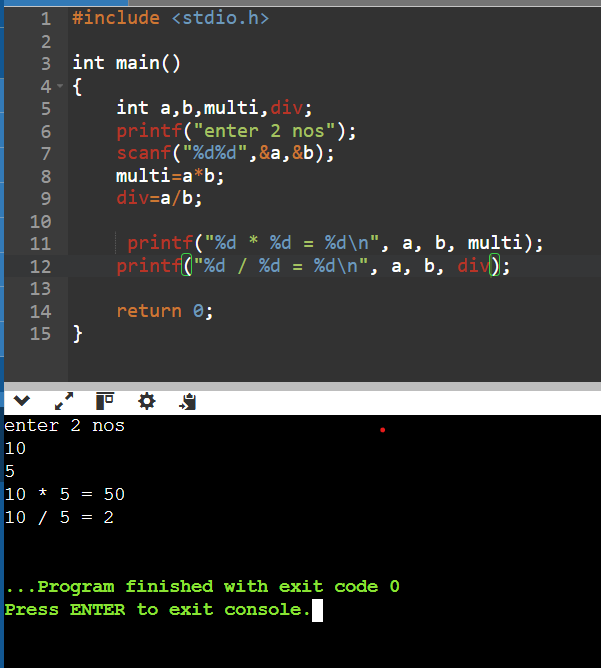 1 #include <stdio.h>
2
3 int main()
4 {
5 int a,b,multi,div;
6 printf("enter 2 nos");
7 scanf("%d%d",&a,&b);
8 multi=a*b;
9 div=a/b;
10
11 printf("%d * %d = %d\n", a, b, multi);
12 printf("%d / %d = %d\n", a, b, div);
13
14 return 0;
15 }
enter 2 nos
10
5
10 * 5 = 50
10 / 5 = 2
...Program finished with exit code 0
Press ENTER to exit console.